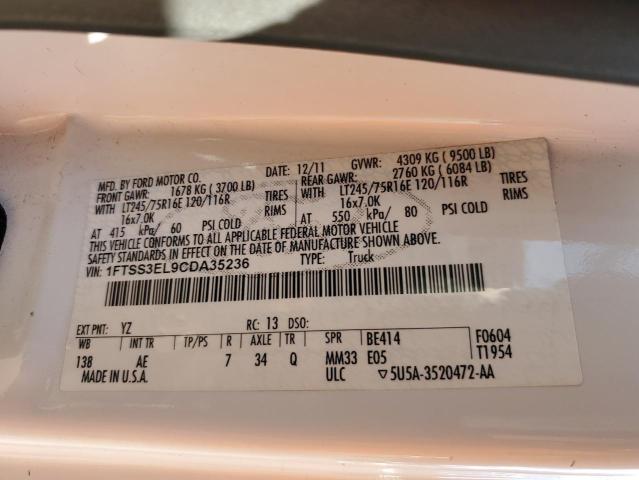 MFD. BY FORD MOTOR CO. DATE: 12/11 GVWR: 4309 KG (9500 LB)
FRONT GAWR: 1678 KG (3700 LB) REAR GAWR: 2760 KG (6084 LB)
WITH LT245/75R16E 120/116R TIRES WITH LT245/75R16E 120/116R TIRES
16x7.0K RIMS 16x7.0K RIMS
AT 415 kPa/ 60 PSI COLD AT 550 kPa/ 80 PSI COLD
THIS VEHICLE CONFORMS TO ALL APPLICABLE FEDERAL MOTOR VEHICLE
SAFETY STANDARDS IN EFFECT ON THE DATE OF MANUFACTURE SHOWN ABOVE.
VIN: 1FTSS3EL9CDA35236 TYPE: Truck
EXT PNT: YZ RC: 13 DSO:
WB INT TR TP/PS R AXLE TR SPR BE414 F0604
138 AE 7 34 Q MM33 E05 T1954
MADE IN U.S.A. ULC ▽5U5A-3520472-AA